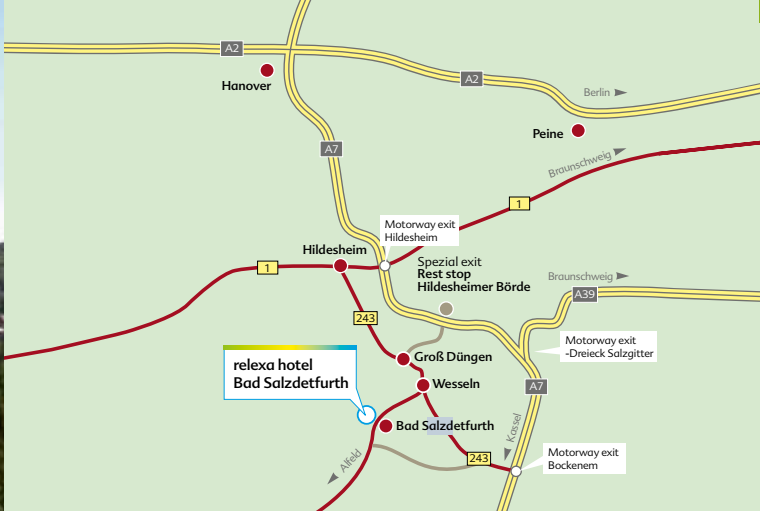 A2
Hanover
A2
Berlin
Peine
A7
Braunschweig
1
Motorway exit
Hildesheim
Hildesheim
1
Spezial exit
Rest stop
Hildesheimer Börde
Braunschweig
A39
243
Motorway exit
-Dreieck Salzgitter
relexa hotel
Bad Salzdetfurth
Groß Düngen
Wesseln
A7
Bad Salzdetfurth
Kassel
Alfeld
243
Motorway exit
Bockenem